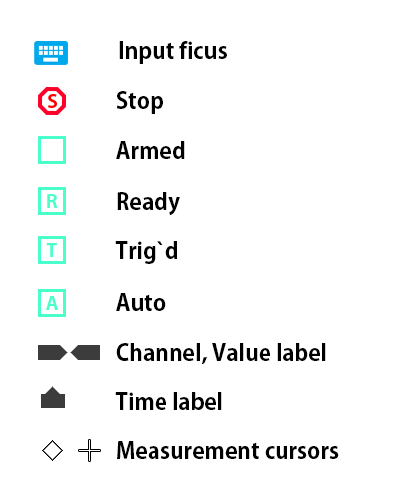 Input ficus
S Stop
Armed
R Ready
T Trig`d
A Auto
Channel, Value label
Time label
Measurement cursors